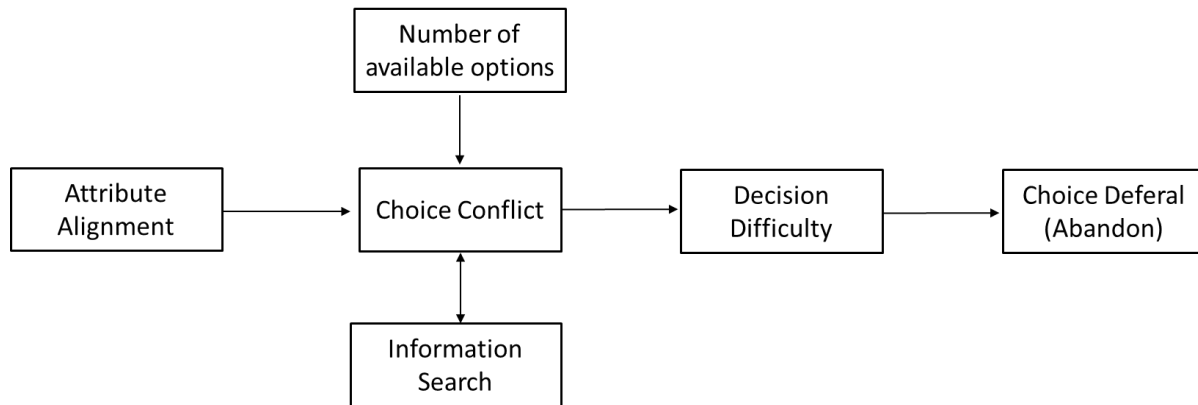 Number of
available options
Attribute
Alignment
Choice Conflict
Decision
Difficulty
Choice Deferal
(Abandon)
Information
Search